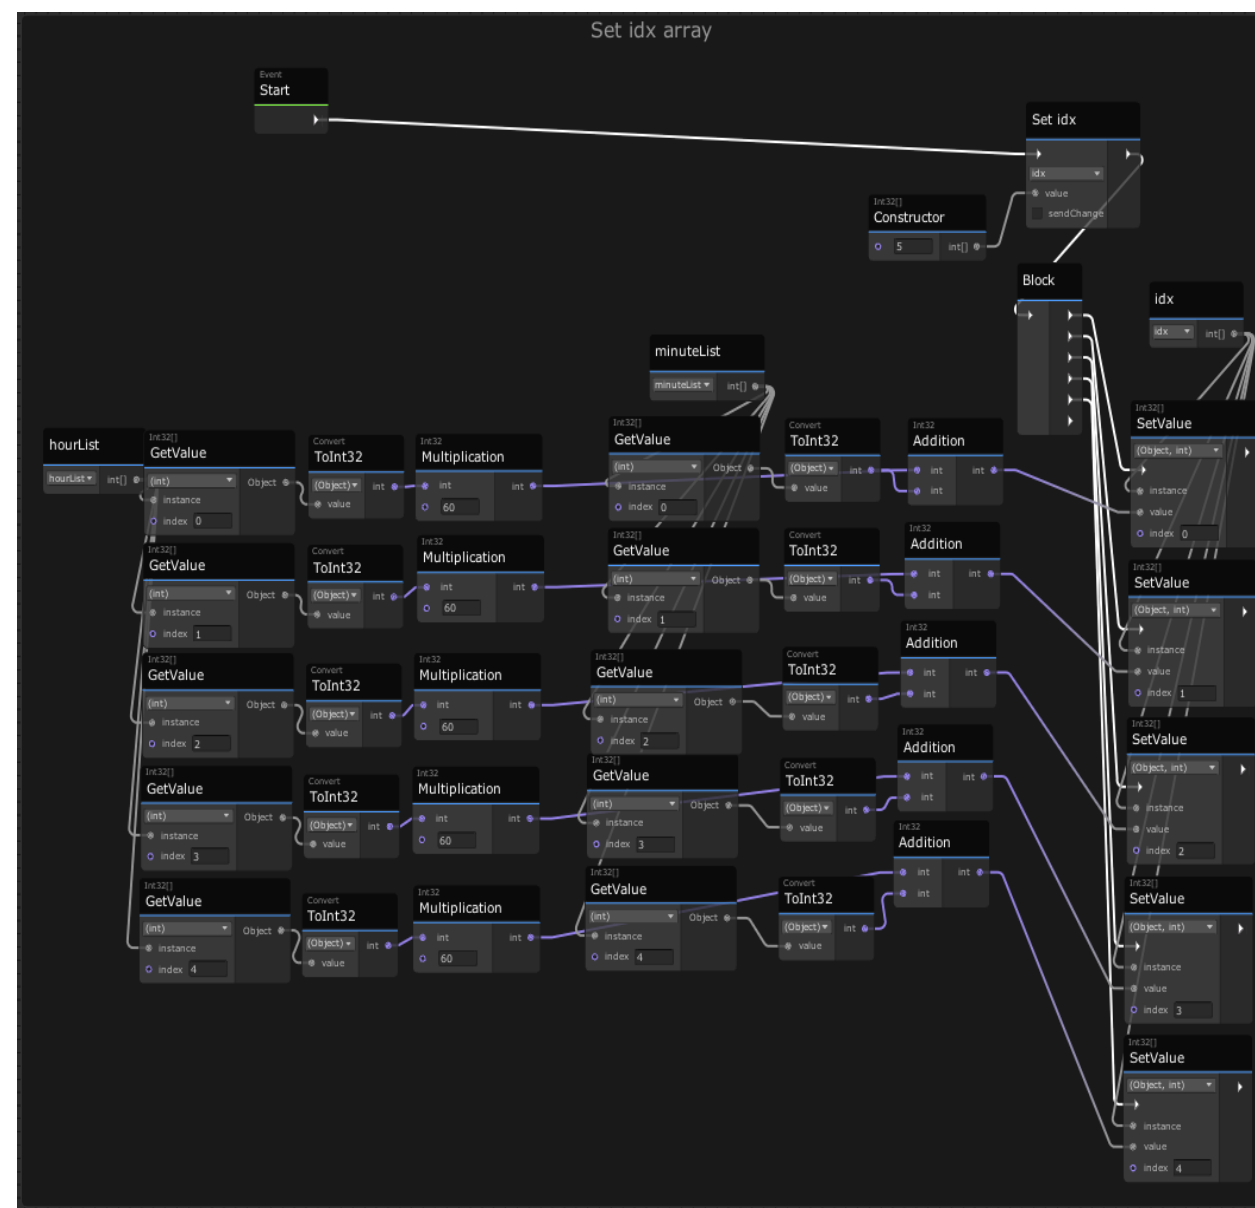 Set idx array
Event
Start
Set idx
idx
value
sendChange
Int32[]
Constructor
5 int[]
Block
idx
idx int[]
minuteList
minuteList int[]
hourList
hourList int[]
Int32[]
GetValue
(int) Object
instance
index 0
Convert
ToInt32
(Object) int
value
Int32
Multiplication
int int
60
Int32[]
GetValue
(int) Object
instance
index 0
Convert
ToInt32
(Object) int
value
Int32
Addition
int int
int
Int32[]
SetValue
(Object, int)
instance
value
index 0
Int32[]
GetValue
(int) Object
instance
index 1
Convert
ToInt32
(Object) int
value
Int32
Multiplication
int int
60
Int32[]
GetValue
(int) Object
instance
index 1
Convert
ToInt32
(Object) int
value
Int32
Addition
int int
int
Int32[]
SetValue
(Object, int)
instance
value
index 1
Int32[]
GetValue
(int) Object
instance
index 2
Convert
ToInt32
(Object) int
value
Int32
Multiplication
int int
60
Int32[]
GetValue
(int) Object
instance
index 2
Convert
ToInt32
(Object) int
value
Int32
Addition
int int
int
Int32[]
SetValue
(Object, int)
instance
value
index 2
Int32[]
GetValue
(int) Object
instance
index 3
Convert
ToInt32
(Object) int
value
Int32
Multiplication
int int
60
Int32[]
GetValue
(int) Object
instance
index 3
Convert
ToInt32
(Object) int
value
Int32
Addition
int int
int
Int32[]
SetValue
(Object, int)
instance
value
index 3
Int32[]
GetValue
(int) Object
instance
index 4
Convert
ToInt32
(Object) int
value
Int32
Multiplication
int int
60
Int32[]
GetValue
(int) Object
instance
index 4
Convert
ToInt32
(Object) int
value
Int32
Addition
int int
int
Int32[]
SetValue
(Object, int)
instance
value
index 4